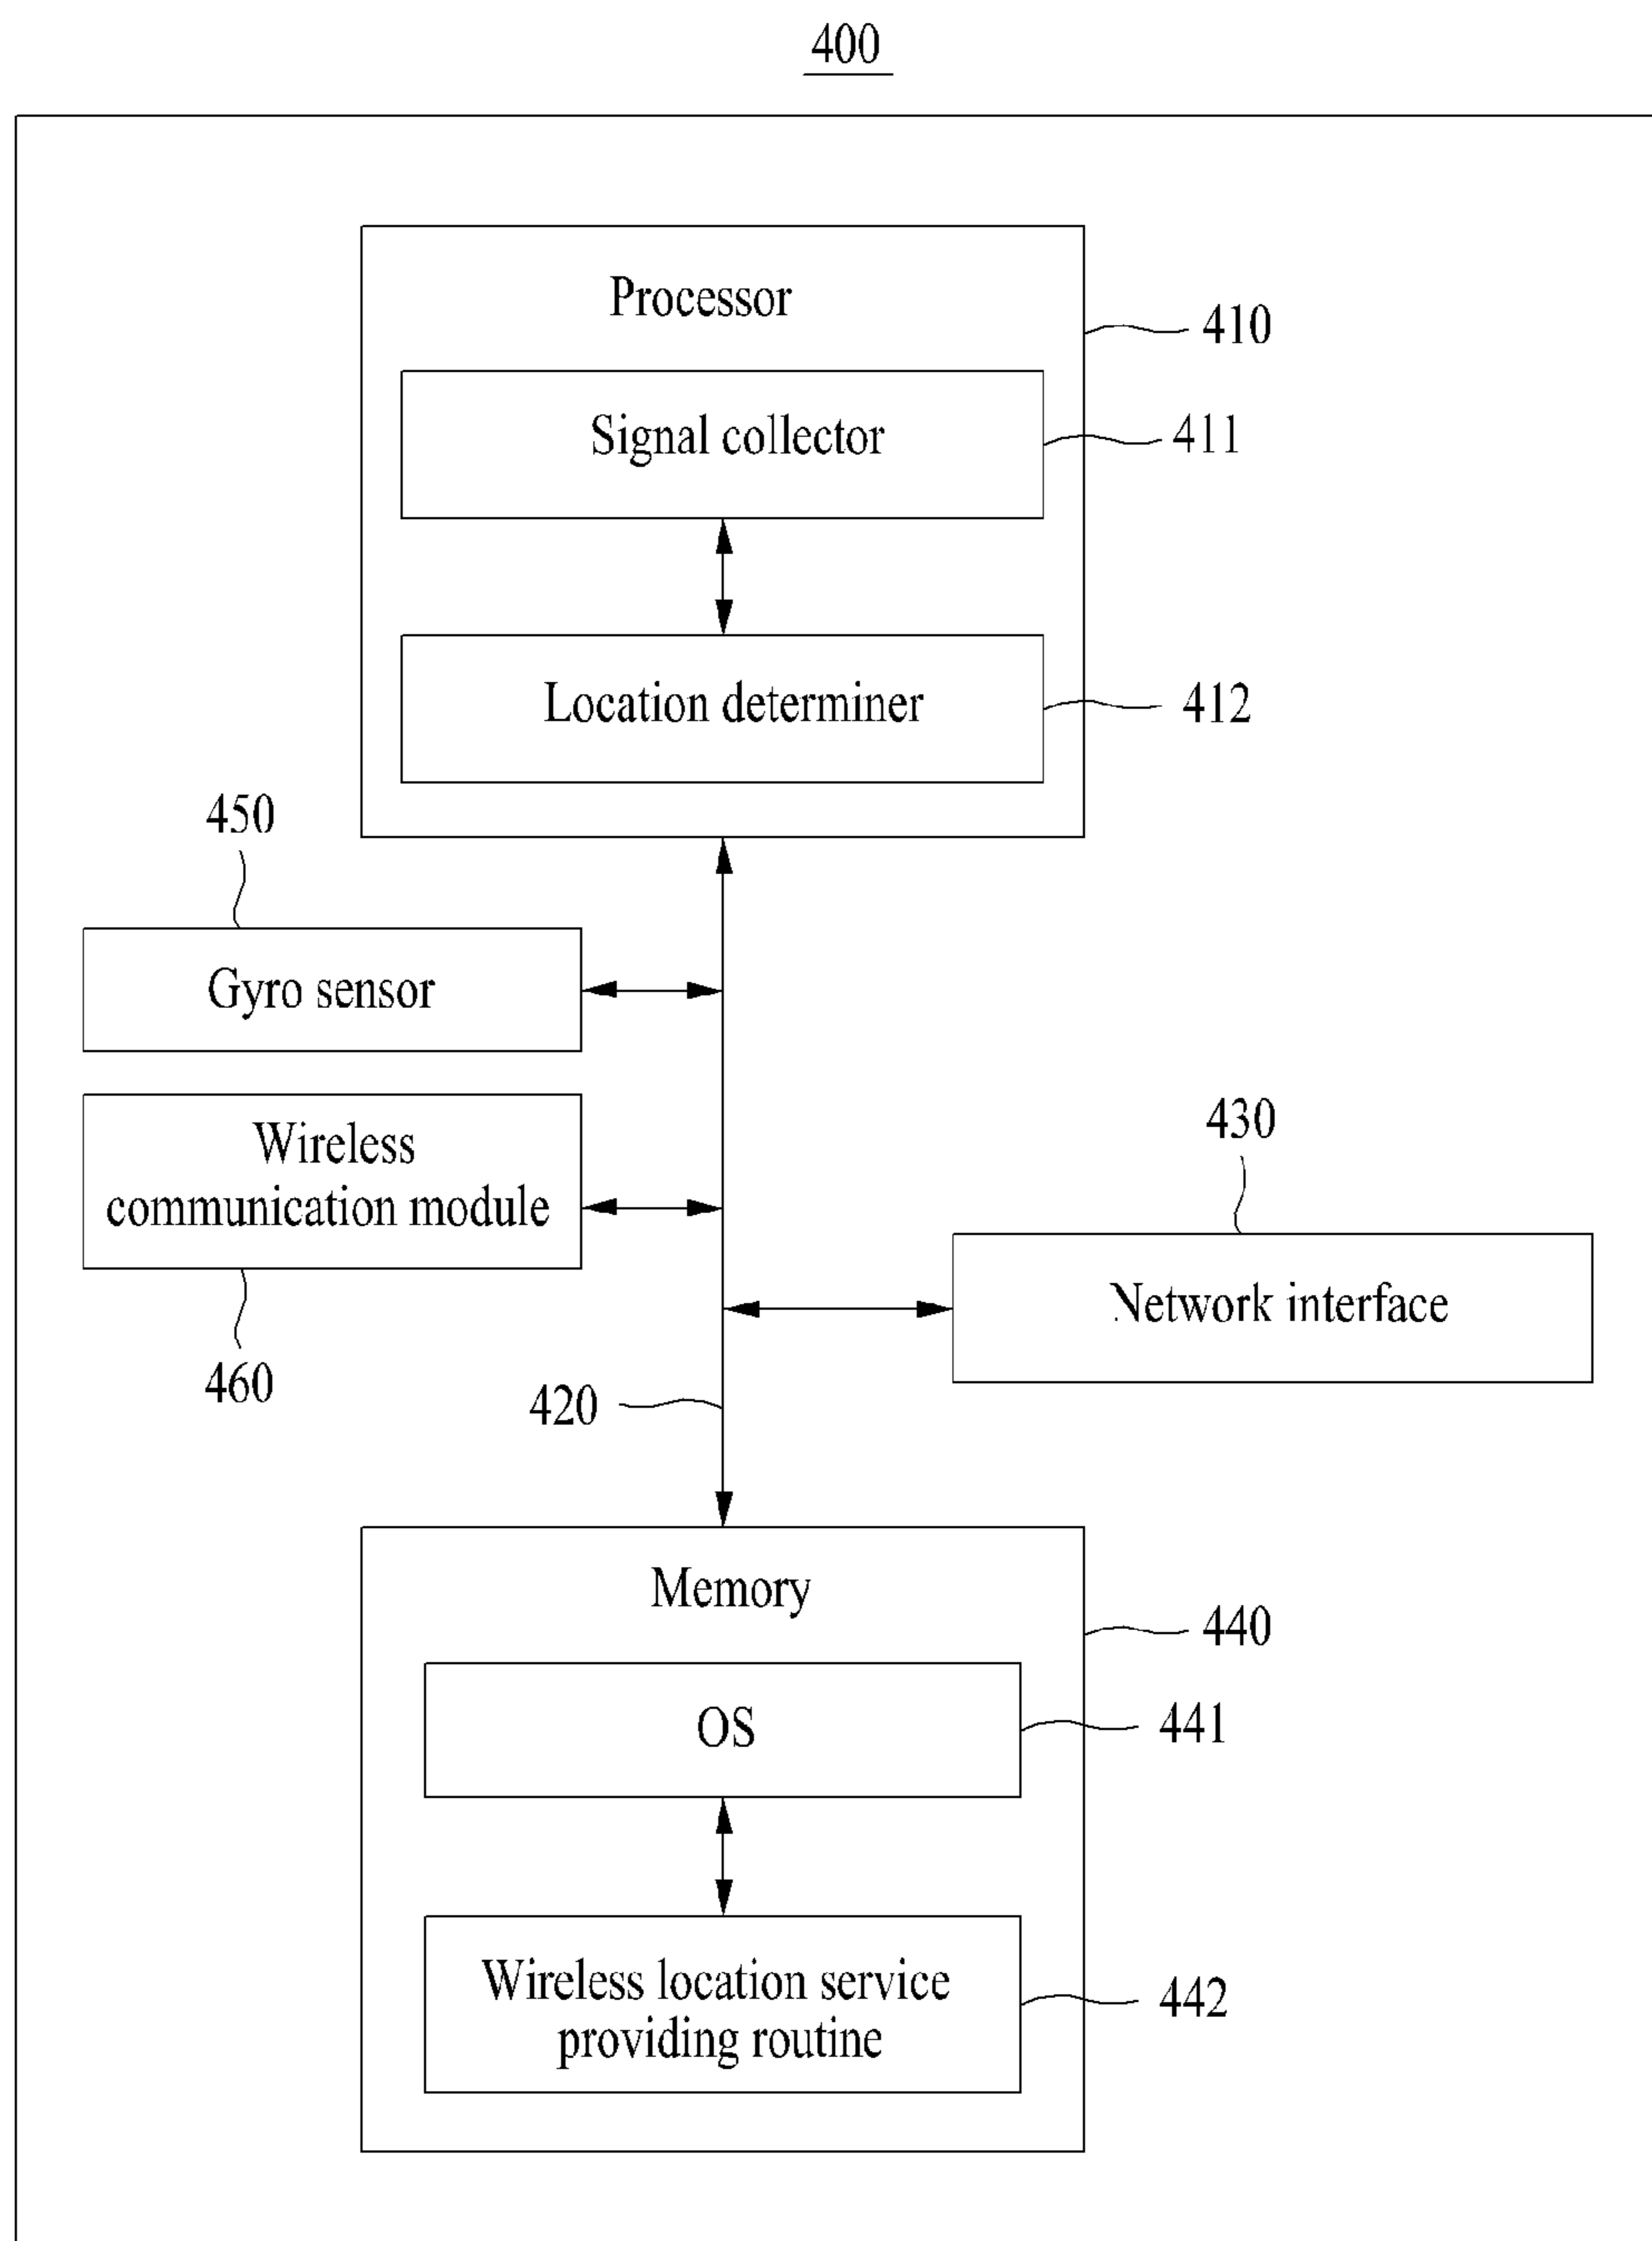 400
Processor
410
Signal collector
411
Location determiner
412
450
Gyro sensor
Wireless
communication module
460
430
Network interface
420
Memory
440
OS
441
Wireless location service
providing routine
442